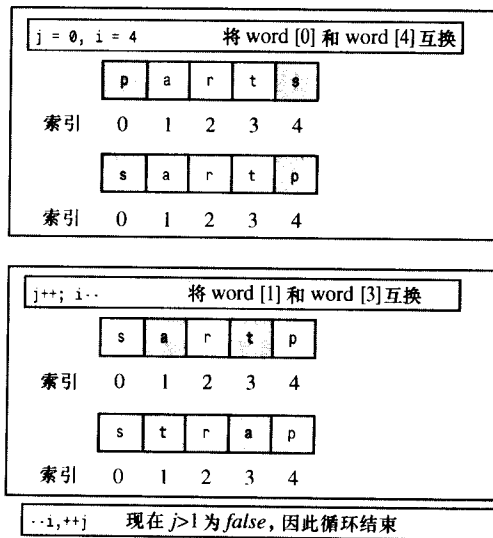 j = 0, i = 4 将 word [0] 和 word [4] 互换
p a r t s
索引 0 1 2 3 4
s a r t p
索引 0 1 2 3 4
j++; i-- 将 word [1] 和 word [3] 互换
s a r t p
索引 0 1 2 3 4
s t r a p
索引 0 1 2 3 4
--i,++j 现在 j>1 为 false，因此循环结束